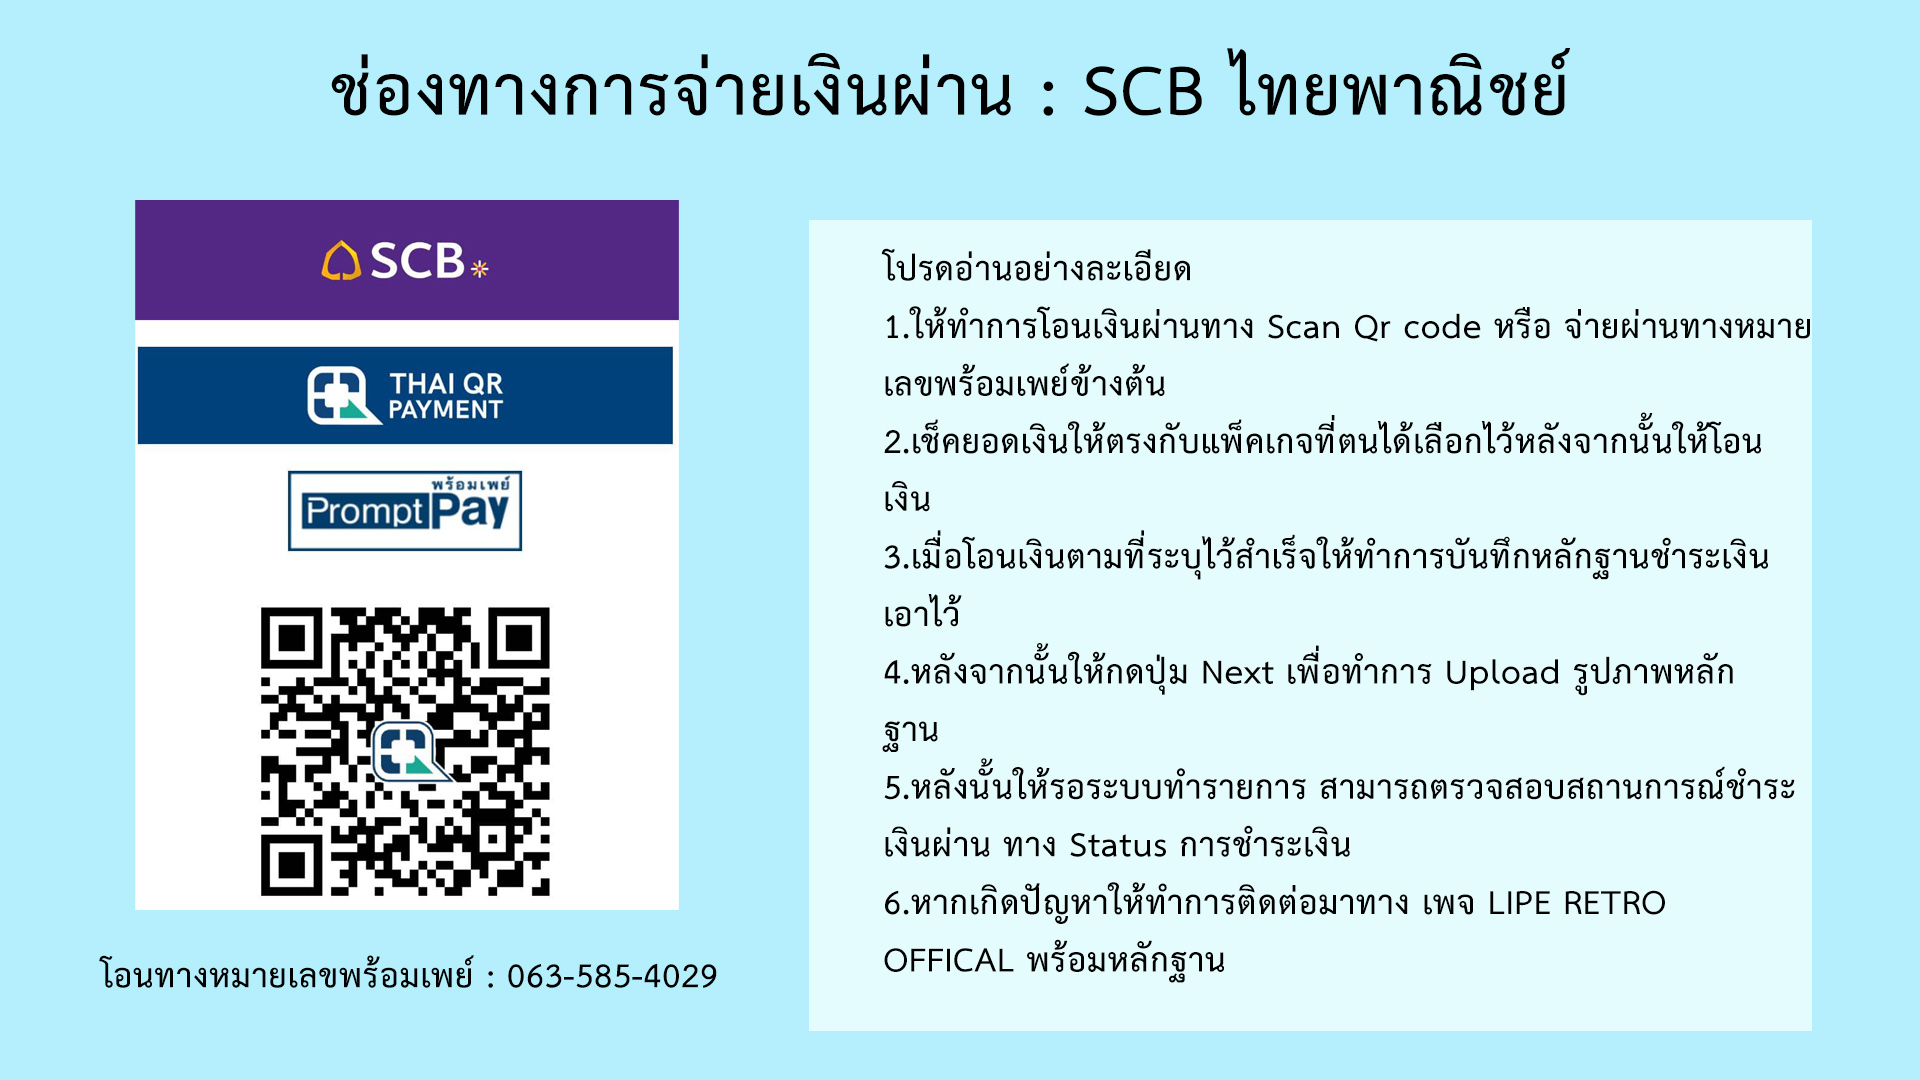 ช่องทางการจ่ายเงินผ่าน : SCB ไทยพาณิชย์
SCB
THAI QR
PAYMENT
พร้อมเพย์
PromptPay
โอนทางหมายเลขพร้อมเพย์ : 063-585-4029
โปรดอ่านอย่างละเอียด
1.ให้ทำการโอนเงินผ่านทาง Scan Qr code หรือ จ่ายผ่านทางหมาย
เลขพร้อมเพย์ข้างต้น
2.เช็คยอดเงินให้ตรงกับแพ็คเกจที่ตนได้เลือกไว้หลังจากนั้นให้โอน
เงิน
3.เมื่อโอนเงินตามที่ระบุไว้สำเร็จให้ทำการบันทึกหลักฐานชำระเงิน
เอาไว้
4.หลังจากนั้นให้กดปุ่ม Next เพื่อทำการ Upload รูปภาพหลัก
ฐาน
5.หลังนั้นให้รอระบบทำรายการ สามารถตรวจสอบสถานการณ์ชำระ
เงินผ่าน ทาง Status การชำระเงิน
6.หากเกิดปัญหาให้ทำการติดต่อมาทาง เพจ LIPE RETRO
OFFICAL พร้อมหลักฐาน